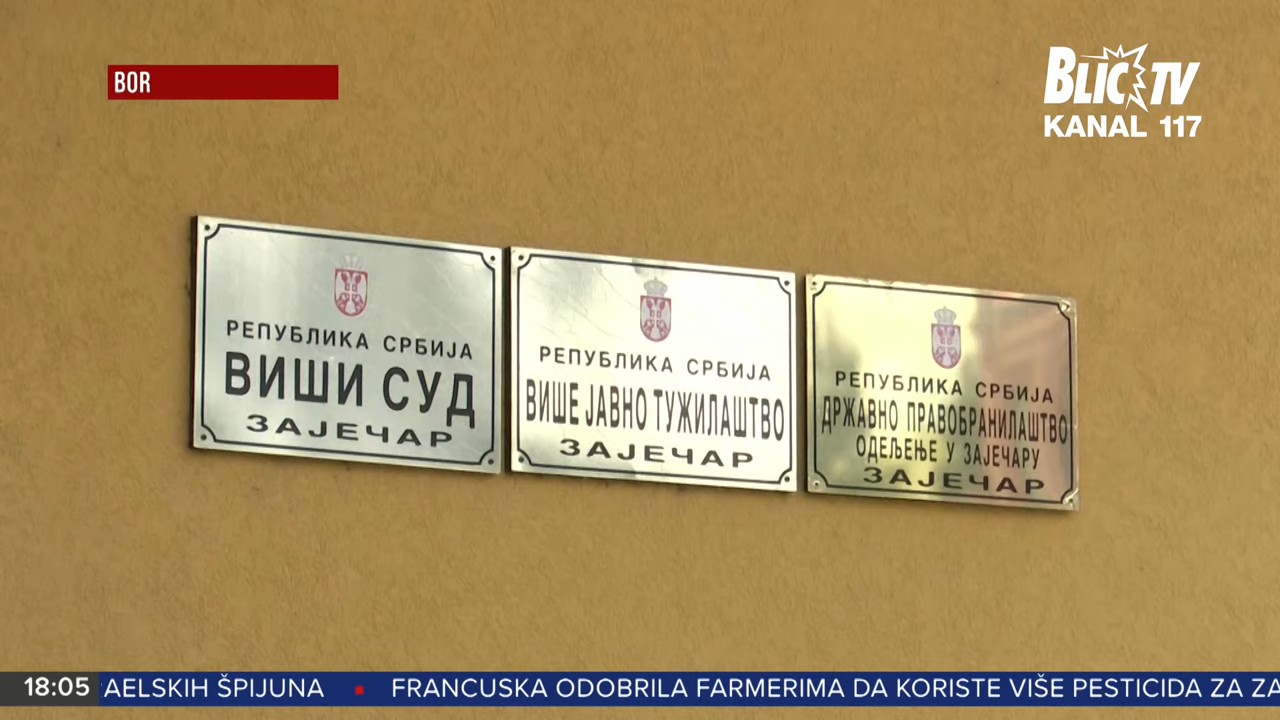 BOR
BLIC TV
KANAL 117
РЕПУБЛИКА СРБИЈА
ВИШИ СУД
ЗАЈЕЧАР
РЕПУБЛИКА СРБИЈА
ВИШЕ ЈАВНО ТУЖИЛАШТВО
ЗАЈЕЧАР
РЕПУБЛИКА СРБИЈА
ДРЖАВНО ПРАВОБРАНИЛАШТВО
ОДЕЉЕЊЕ У ЗАЈЕЧАРУ
ЗАЈЕЧАР
18:05 AELSKIH ŠPIJUNA ▪ FRANCUSKA ODOBRILA FARMERIMA DA KORISTE VIŠE PESTICIDA ZA ZA